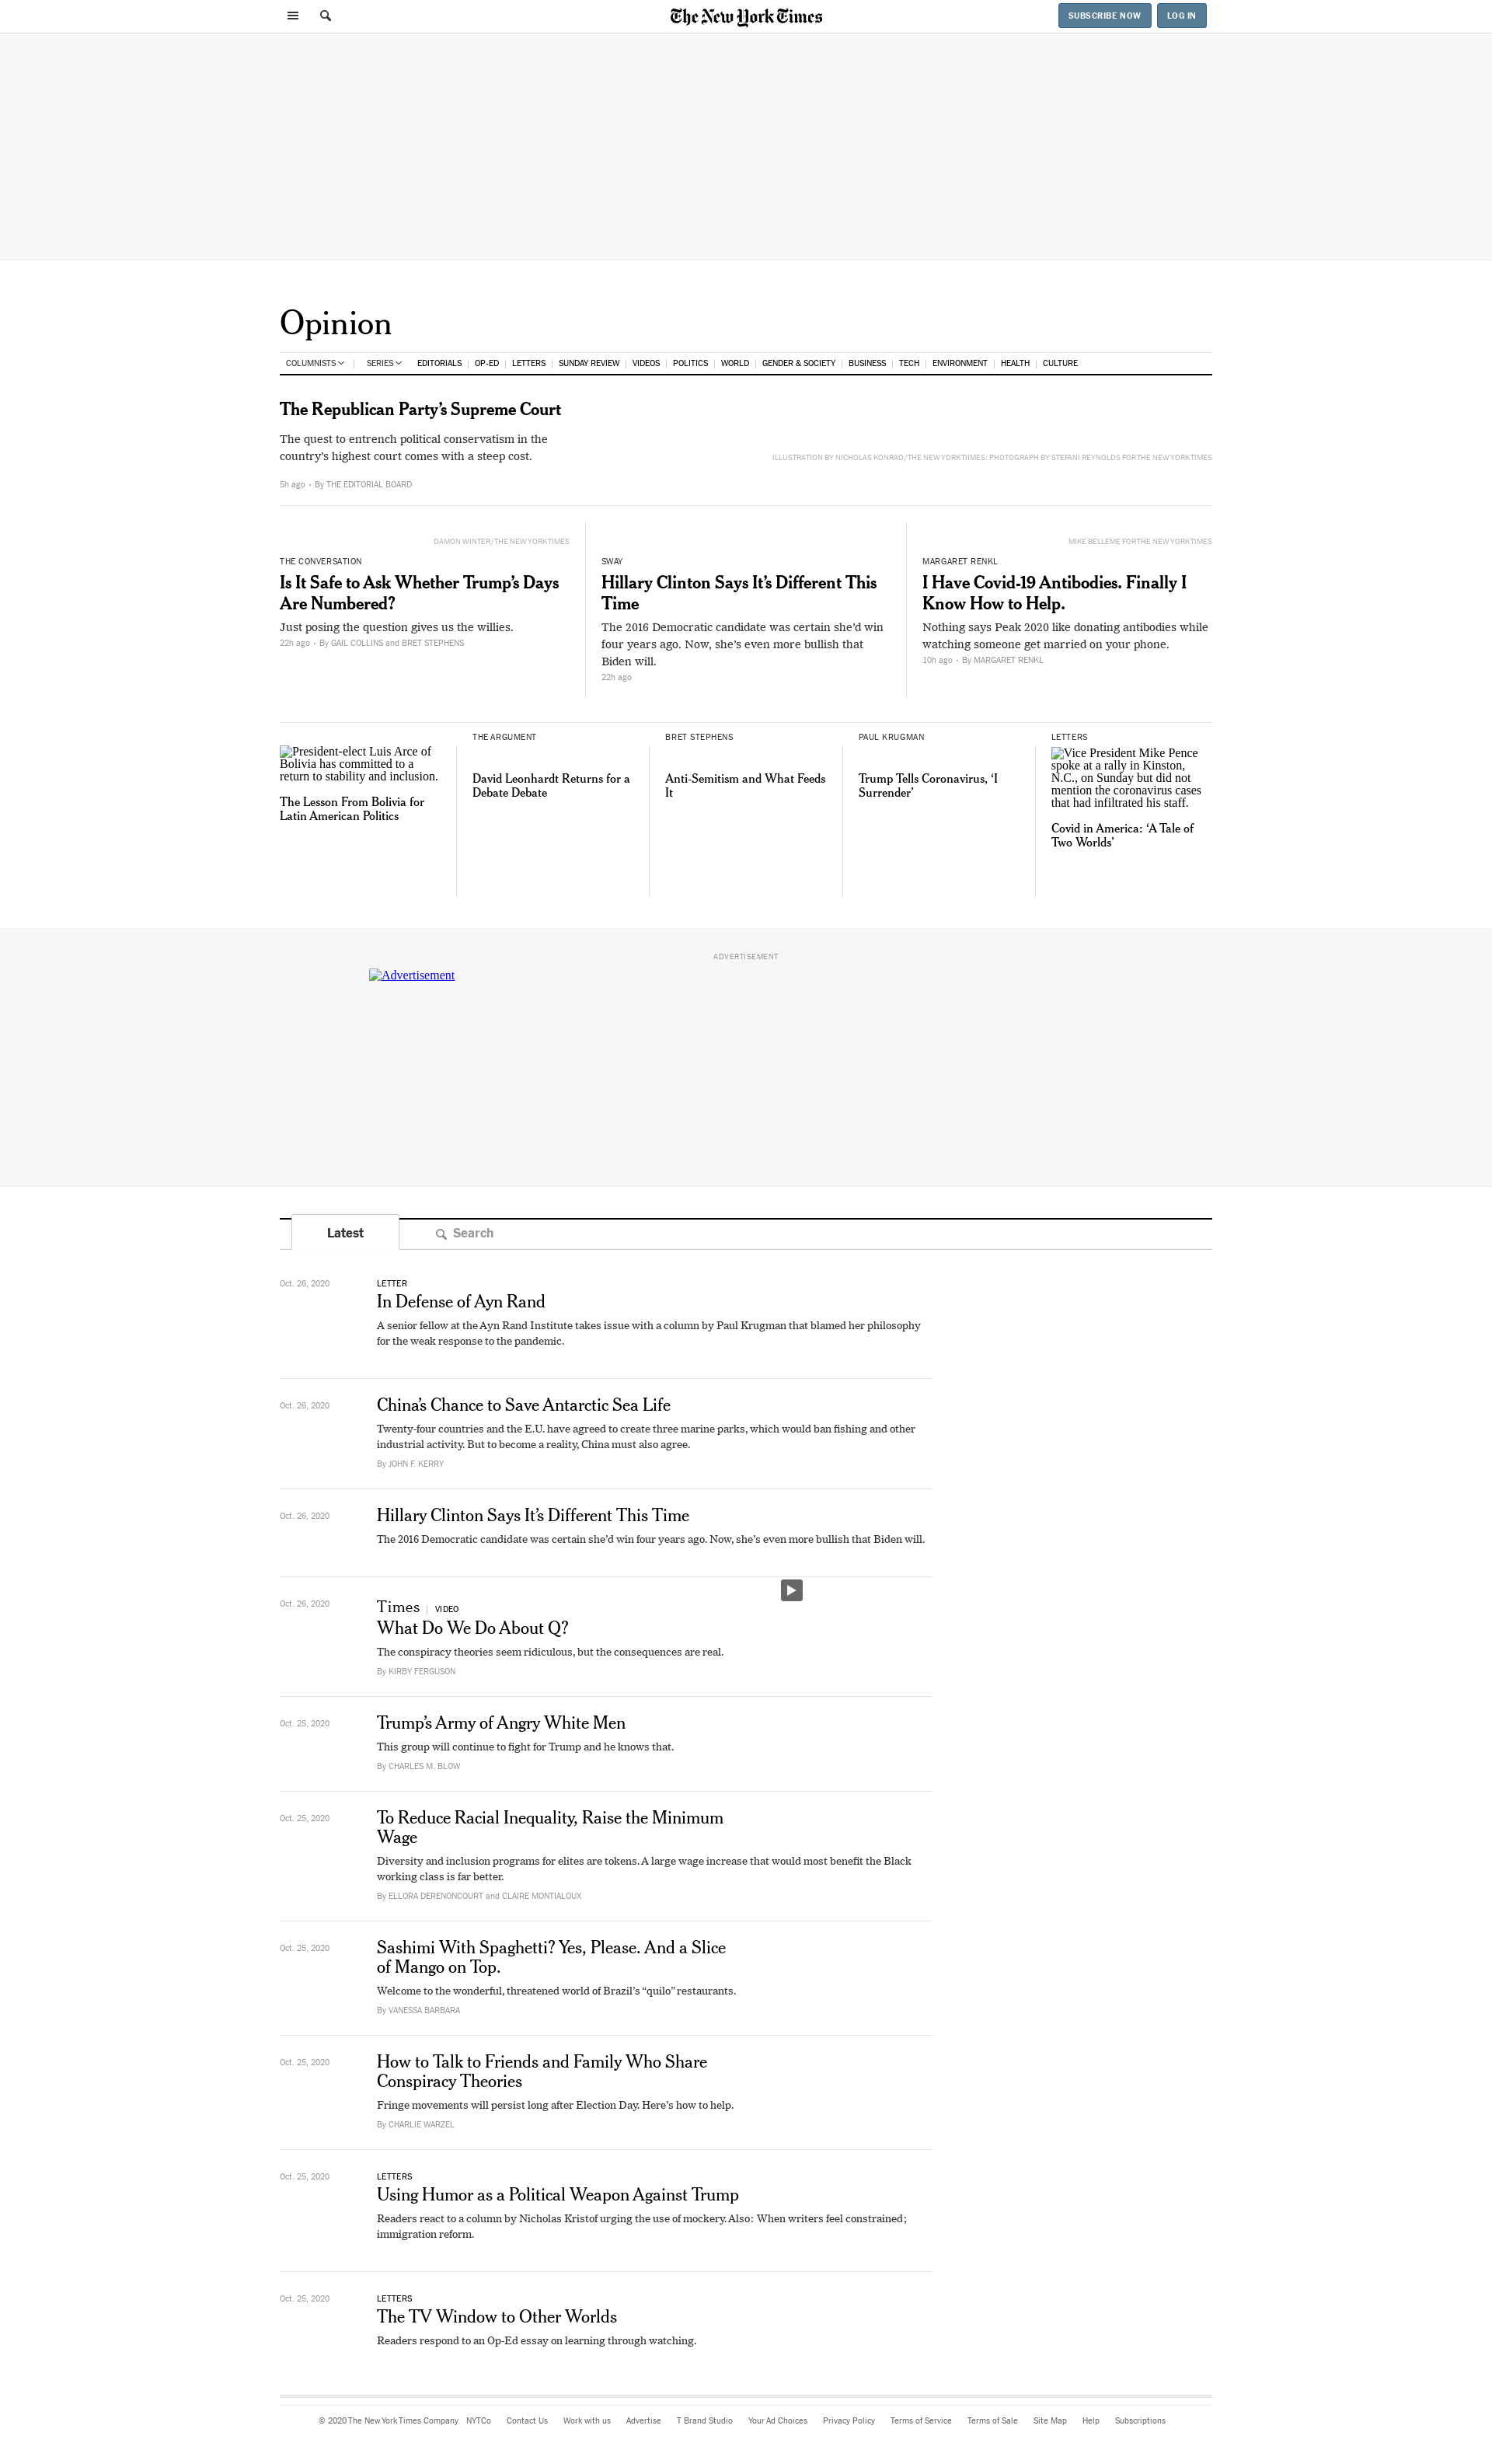 The New York Times
SUBSCRIBE NOW
LOG IN
Opinion
COLUMNISTS
SERIES
EDITORIALS
OP-ED
LETTERS
SUNDAY REVIEW
VIDEOS
POLITICS
WORLD
GENDER & SOCIETY
BUSINESS
TECH
ENVIRONMENT
HEALTH
CULTURE
The Republican Party’s Supreme Court
The quest to entrench political conservatism in the
country’s highest court comes with a steep cost.
ILLUSTRATION BY NICHOLAS KONRAD/THE NEW YORK TIIMES; PHOTOGRAPH BY STEFANI REYNOLDS FOR THE NEW YORK TIMES
5h ago • By THE EDITORIAL BOARD
DAMON WINTER/THE NEW YORK TIMES
THE CONVERSATION
Is It Safe to Ask Whether Trump’s Days
Are Numbered?
Just posing the question gives us the willies.
22h ago • By GAIL COLLINS and BRET STEPHENS
SWAY
Hillary Clinton Says It’s Different This
Time
The 2016 Democratic candidate was certain she’d win
four years ago. Now, she’s even more bullish that
Biden will.
22h ago
MIKE BELLEME FOR THE NEW YORK TIMES
MARGARET RENKL
I Have Covid-19 Antibodies. Finally I
Know How to Help.
Nothing says Peak 2020 like donating antibodies while
watching someone get married on your phone.
10h ago • By MARGARET RENKL
President-elect Luis Arce of
Bolivia has committed to a
return to stability and inclusion.
The Lesson From Bolivia for
Latin American Politics
THE ARGUMENT
David Leonhardt Returns for a
Debate Debate
BRET STEPHENS
Anti-Semitism and What Feeds
It
PAUL KRUGMAN
Trump Tells Coronavirus, ‘I
Surrender’
LETTERS
Vice President Mike Pence
spoke at a rally in Kinston,
N.C., on Sunday but did not
mention the coronavirus cases
that had infiltrated his staff.
Covid in America: ‘A Tale of
Two Worlds’
ADVERTISEMENT
Advertisement
Latest
Search
Oct. 26, 2020
LETTER
In Defense of Ayn Rand
A senior fellow at the Ayn Rand Institute takes issue with a column by Paul Krugman that blamed her philosophy
for the weak response to the pandemic.
Oct. 26, 2020
China’s Chance to Save Antarctic Sea Life
Twenty-four countries and the E.U. have agreed to create three marine parks, which would ban fishing and other
industrial activity. But to become a reality, China must also agree.
By JOHN F. KERRY
Oct. 26, 2020
Hillary Clinton Says It’s Different This Time
The 2016 Democratic candidate was certain she’d win four years ago. Now, she’s even more bullish that Biden will.
Oct. 26, 2020
Times | VIDEO
What Do We Do About Q?
The conspiracy theories seem ridiculous, but the consequences are real.
By KIRBY FERGUSON
Oct. 25, 2020
Trump’s Army of Angry White Men
This group will continue to fight for Trump and he knows that.
By CHARLES M. BLOW
Oct. 25, 2020
To Reduce Racial Inequality, Raise the Minimum
Wage
Diversity and inclusion programs for elites are tokens. A large wage increase that would most benefit the Black
working class is far better.
By ELLORA DERENONCOURT and CLAIRE MONTIALOUX
Oct. 25, 2020
Sashimi With Spaghetti? Yes, Please. And a Slice
of Mango on Top.
Welcome to the wonderful, threatened world of Brazil’s “quilo” restaurants.
By VANESSA BARBARA
Oct. 25, 2020
How to Talk to Friends and Family Who Share
Conspiracy Theories
Fringe movements will persist long after Election Day. Here’s how to help.
By CHARLIE WARZEL
Oct. 25, 2020
LETTERS
Using Humor as a Political Weapon Against Trump
Readers react to a column by Nicholas Kristof urging the use of mockery. Also: When writers feel constrained;
immigration reform.
Oct. 25, 2020
LETTERS
The TV Window to Other Worlds
Readers respond to an Op-Ed essay on learning through watching.
© 2020 The New York Times Company
NYTCo
Contact Us
Work with us
Advertise
T Brand Studio
Your Ad Choices
Privacy Policy
Terms of Service
Terms of Sale
Site Map
Help
Subscriptions